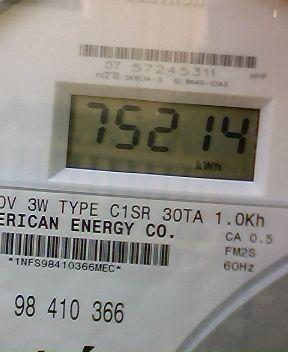 07 57245311
75214
kWh
0V 3W TYPE C1SR 30TA 1.0Kh
ERICAN ENERGY CO.
CA 0.5
FM2S
60Hz
*1NFS98410366MEC*
98 410 366